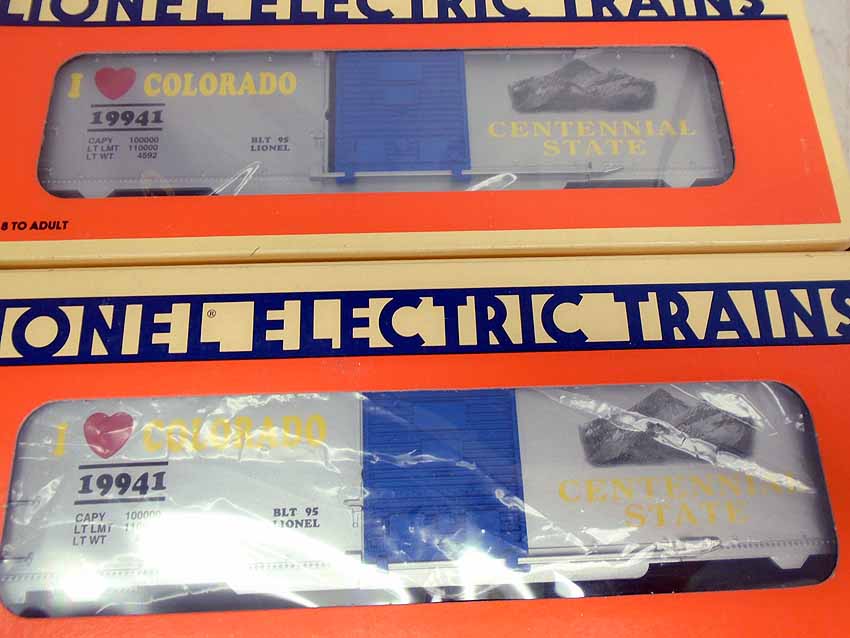 LIONEL ELECTRIC TRAINS
I ❤ COLORADO
19941
CAPY 100000
LT LMT 110000
LT WT. 4592
BLT 95
LIONEL
CENTENNIAL
STATE
8 TO ADULT
IONEL® ELECTRIC TRAINS
I ❤ COLORADO
19941
CAPY 100000
LT LMT
LT WT.
BLT 95
LIONEL
CENTENNIAL
STATE